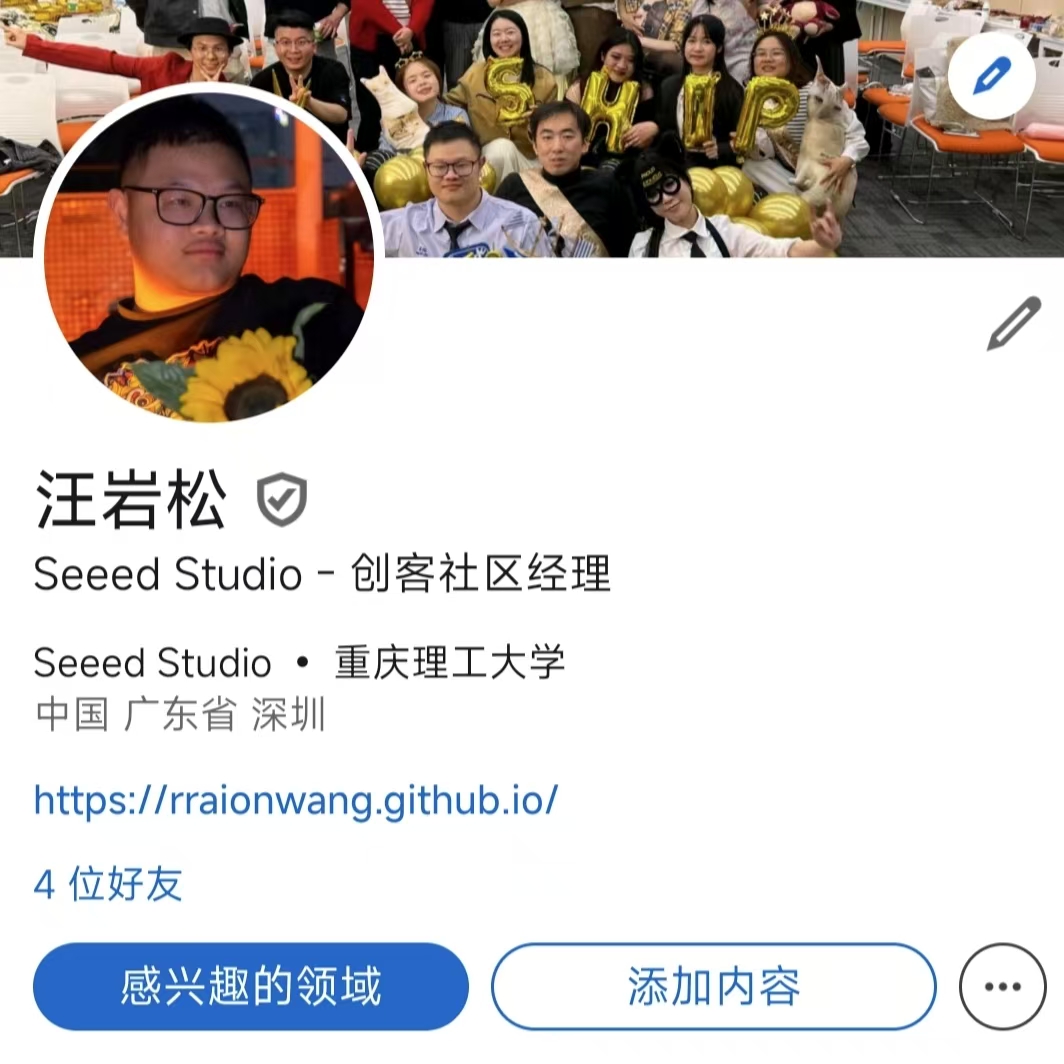 SHIP
汪岩松
Seeed Studio - 创客社区经理
Seeed Studio • 重庆理工大学
中国 广东省 深圳
https://rraionwang.github.io/
4 位好友
感兴趣的领域
添加内容